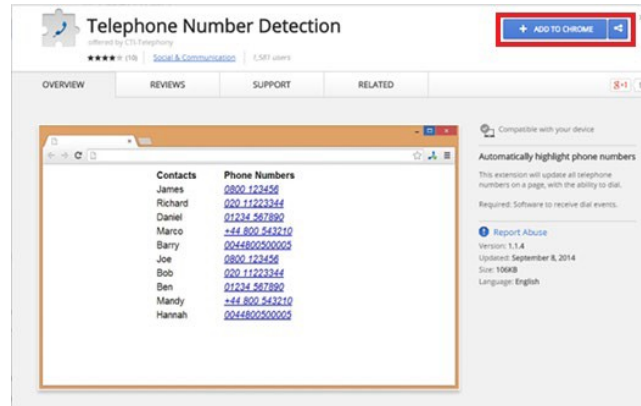 Telephone Number Detection
offered by CTI-Telephony
★★★★★ (10) Social & Communication 1,581 users
+ ADD TO CHROME
OVERVIEW REVIEWS SUPPORT RELATED
g+1
Contacts Phone Numbers
James 0800 123456
Richard 020 11223344
Daniel 01234 567890
Marco +44 800 543210
Barry 0044800500005
Joe 0800 123456
Bob 020 11223344
Ben 01234 567890
Mandy +44 800 543210
Hannah 0044800500005
Compatible with your device
Automatically highlight phone numbers
This extension will update all telephone
numbers on a page, with the ability to dial.
Required: Software to receive dial events.
Report Abuse
Version: 1.1.4
Updated: September 8, 2014
Size: 106KB
Language: English